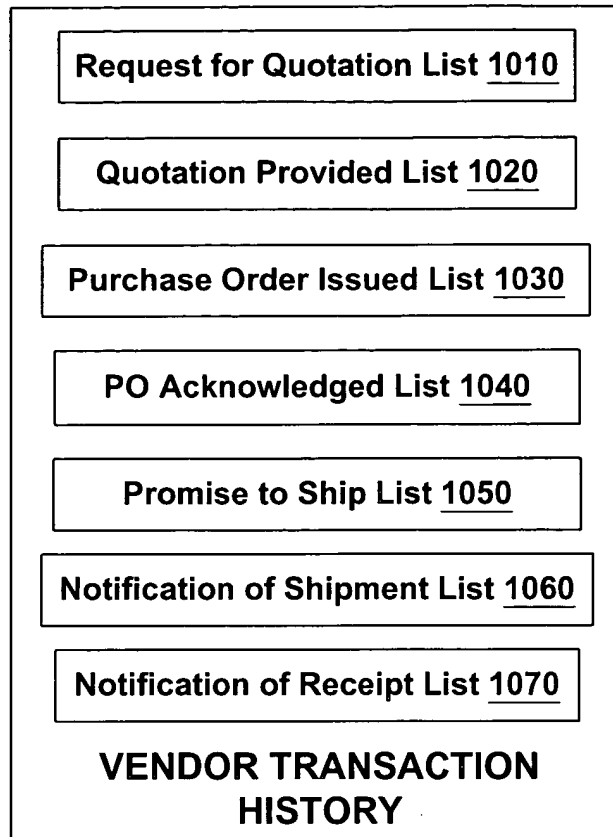 Request for Quotation List 1010
Quotation Provided List 1020
Purchase Order Issued List 1030
PO Acknowledged List 1040
Promise to Ship List 1050
Notification of Shipment List 1060
Notification of Receipt List 1070
VENDOR TRANSACTION
HISTORY